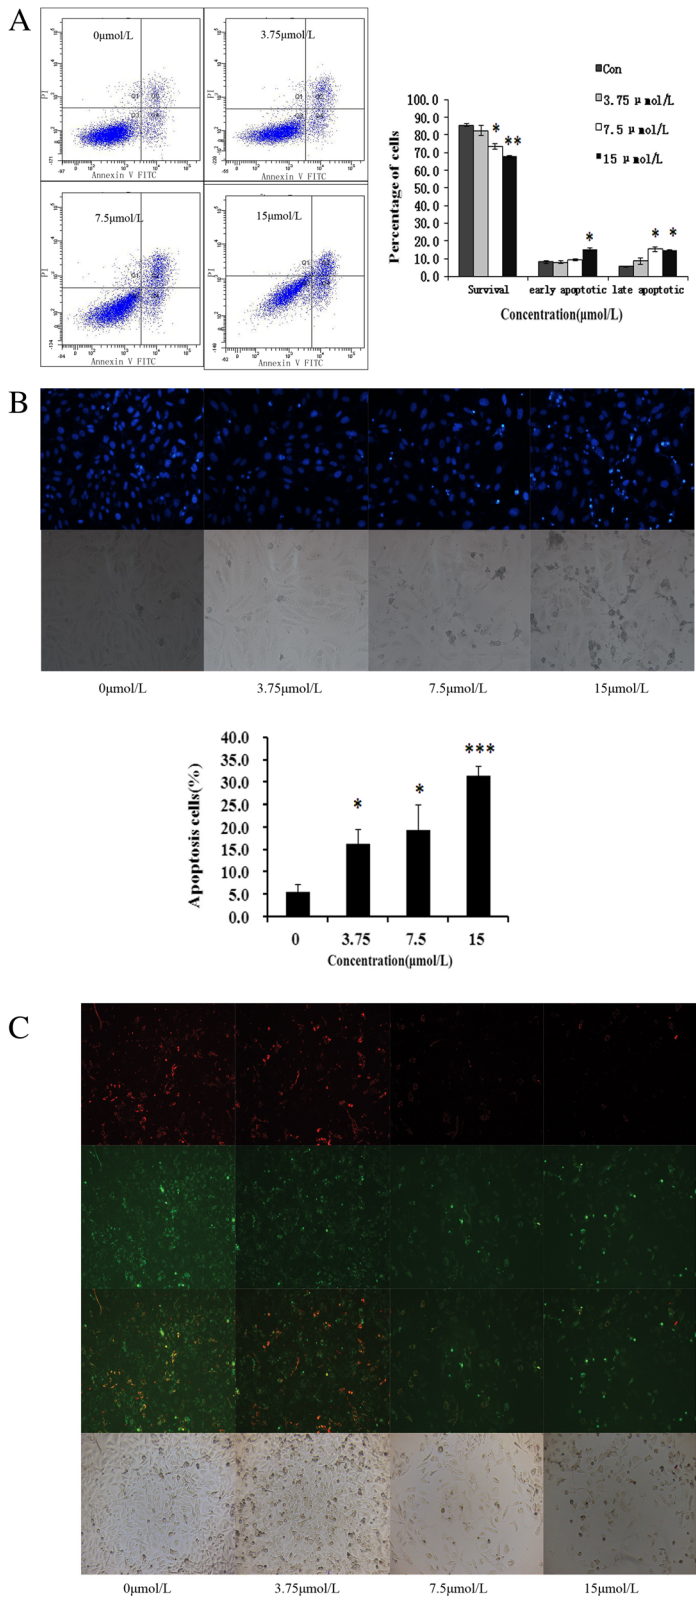 A
0μmol/L
3.75μmol/L
PI
Q1
Q2
Q3
Q4
Annexin V FITC
Annexin V FITC
7.5μmol/L
15μmol/L
PI
PI
Annexin V FITC
Annexin V FITC
Con
3.75 μmol/L
7.5 μmol/L
15 μmol/L
Percentage of cells
100.0
90.0
80.0
70.0
60.0
50.0
40.0
30.0
20.0
10.0
0.0
* ** * * *
Survival early apoptotic late apoptotic
Concentration(μmol/L)
B
0μmol/L 3.75μmol/L 7.5μmol/L 15μmol/L
Apoptosis cells(%)
40.0
35.0
30.0
25.0
20.0
15.0
10.0
5.0
0.0
* * ***
0 3.75 7.5 15
Concentration(μmol/L)
C
0μmol/L 3.75μmol/L 7.5μmol/L 15μmol/L